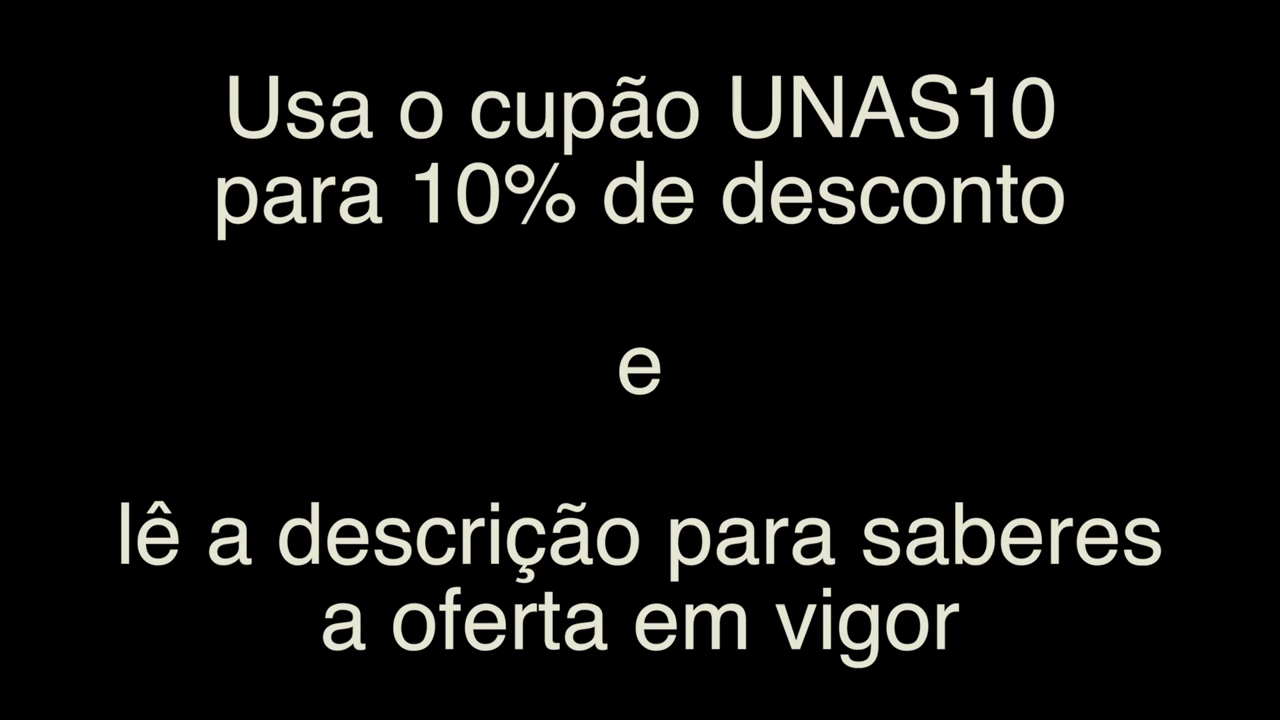 Usa o cupão UNAS10
para 10% de desconto
e
lê a descrição para saberes
a oferta em vigor